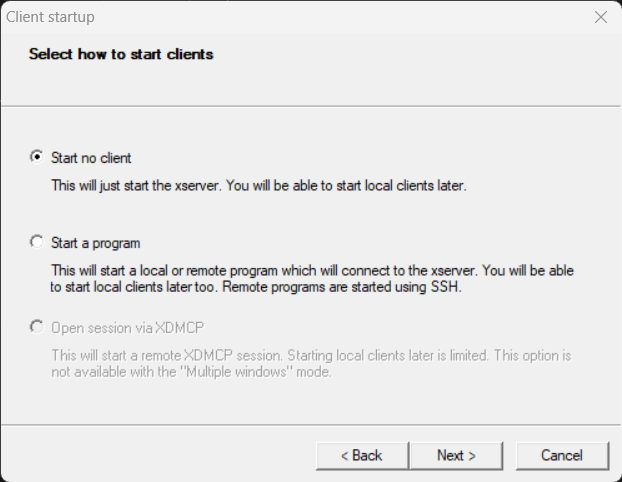 Client startup
Select how to start clients
Start no client
This will just start the xserver. You will be able to start local clients later.
Start a program
This will start a local or remote program which will connect to the xserver. You will be able
to start local clients later too. Remote programs are started using SSH.
Open session via XDMCP
This will start a remote XDMCP session. Starting local clients later is limited. This option is
not available with the "Multiple windows" mode.
< Back
Next >
Cancel